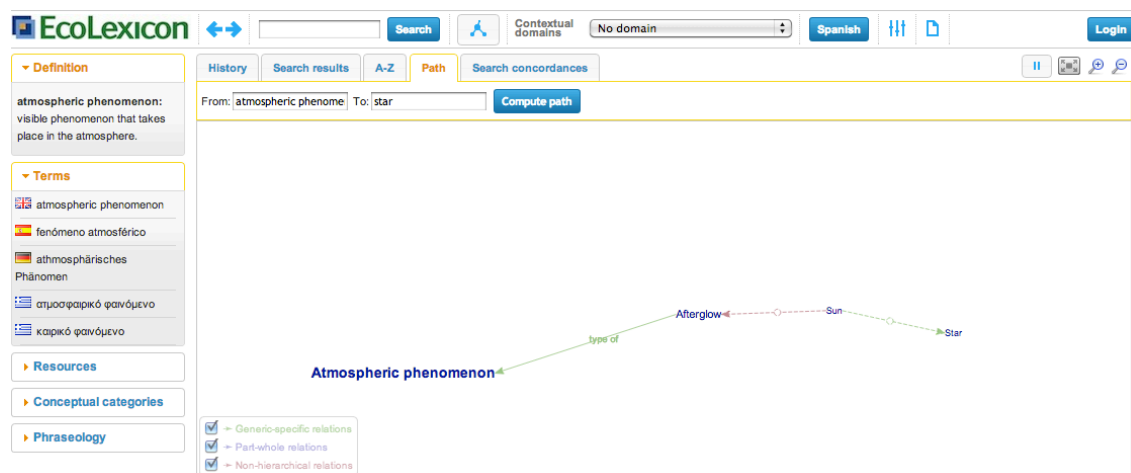 EcoLexicon
Search
Contextual domains
No domain
Spanish
Login
Definition
atmospheric phenomenon:
visible phenomenon that takes
place in the atmosphere.
Terms
atmospheric phenomenon
fenómeno atmosférico
athmosphärisches
Phänomen
ατμοσφαιρικό φαινόμενο
καιρικό φαινόμενο
Resources
Conceptual categories
Phraseology
History
Search results
A-Z
Path
Search concordances
From: atmospheric phenome To: star
Compute path
Afterglow
Sun
Star
type of
Atmospheric phenomenon
Generic-specific relations
Part-whole relations
Non-hierarchical relations